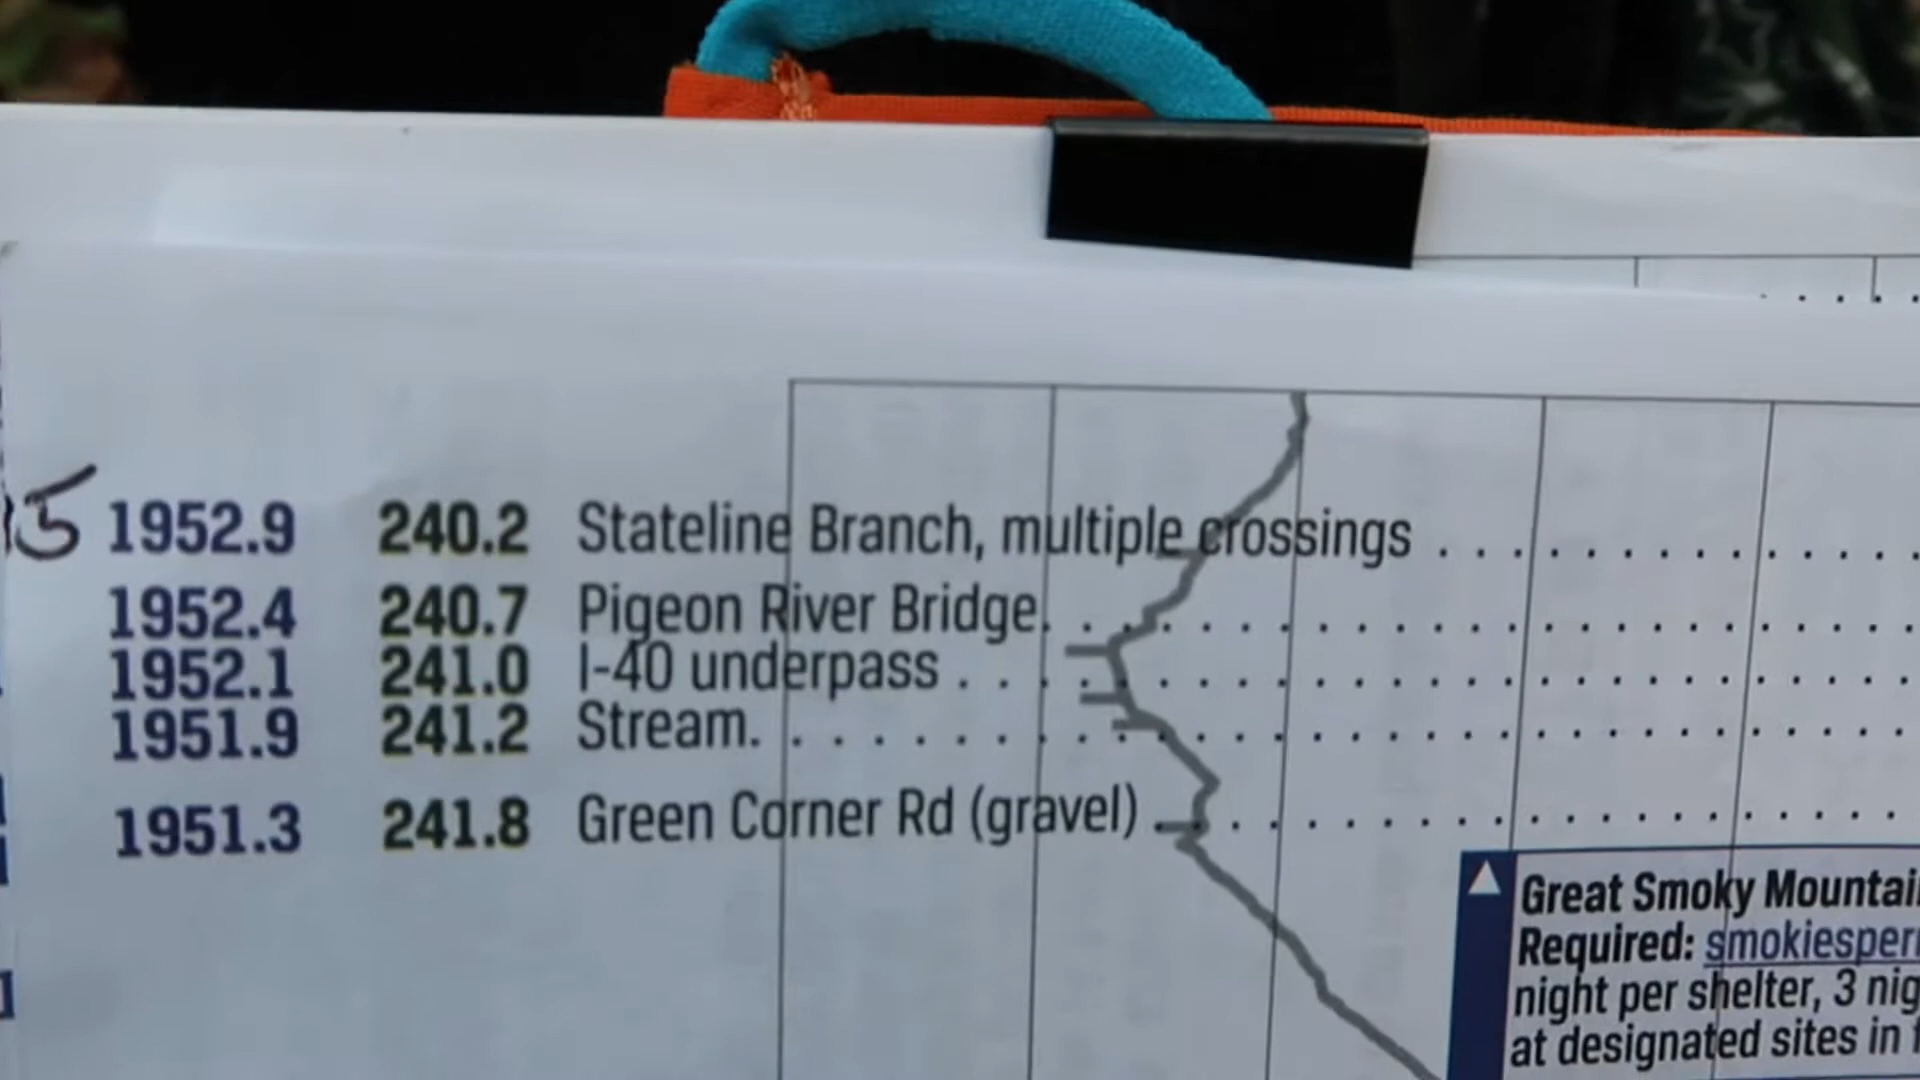 1952.9 240.2 Stateline Branch, multiple crossings
1952.4 240.7 Pigeon River Bridge
1952.1 241.0 I-40 underpass
1951.9 241.2 Stream
1951.3 241.8 Green Corner Rd (gravel)
Great Smoky Mountai
Required: smokiesper
night per shelter, 3 nig
at designated sites in